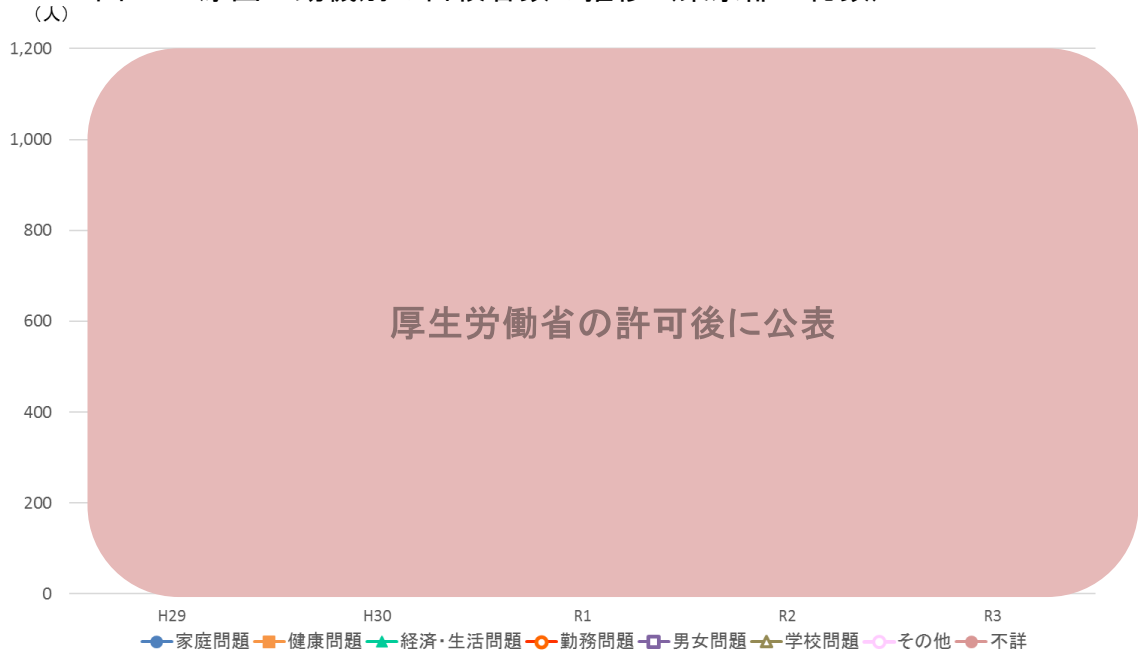 （人）
1,200
1,000
800
600
400
200
0
厚生労働省の許可後に公表
H29
H30
R1
R2
R3
家庭問題 健康問題 経済・生活問題 勤務問題 男女問題 学校問題 その他 不詳